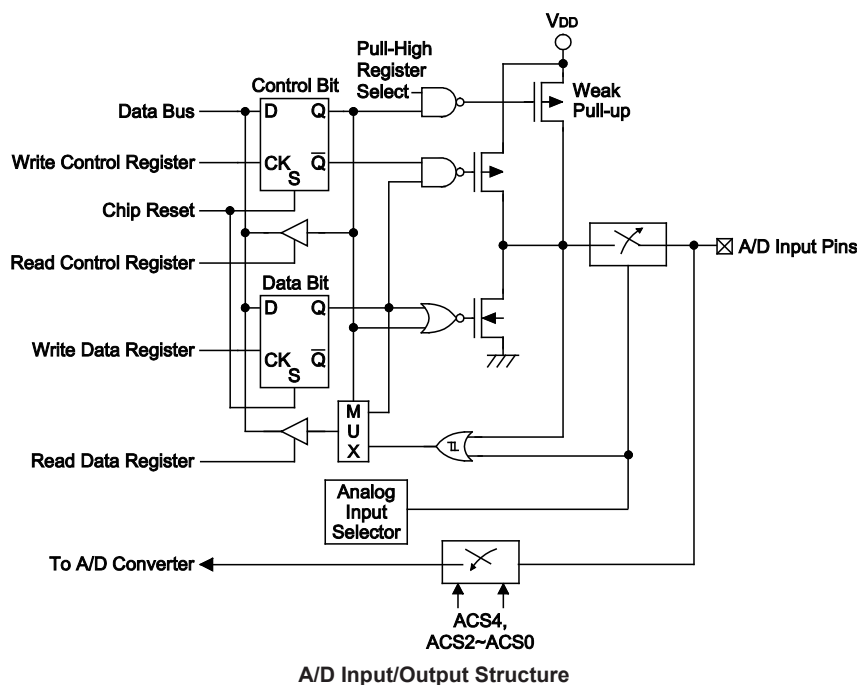 VDD
Pull-High
Register
Select
Weak
Pull-up
Control Bit
Data Bus
D
Q
Write Control Register
CK
Q̅
S
Chip Reset
Read Control Register
A/D Input Pins
Data Bit
D
Q
Write Data Register
CK
Q̅
S
M
U
X
Read Data Register
Analog
Input
Selector
To A/D Converter
ACS4,
ACS2~ACS0
A/D Input/Output Structure